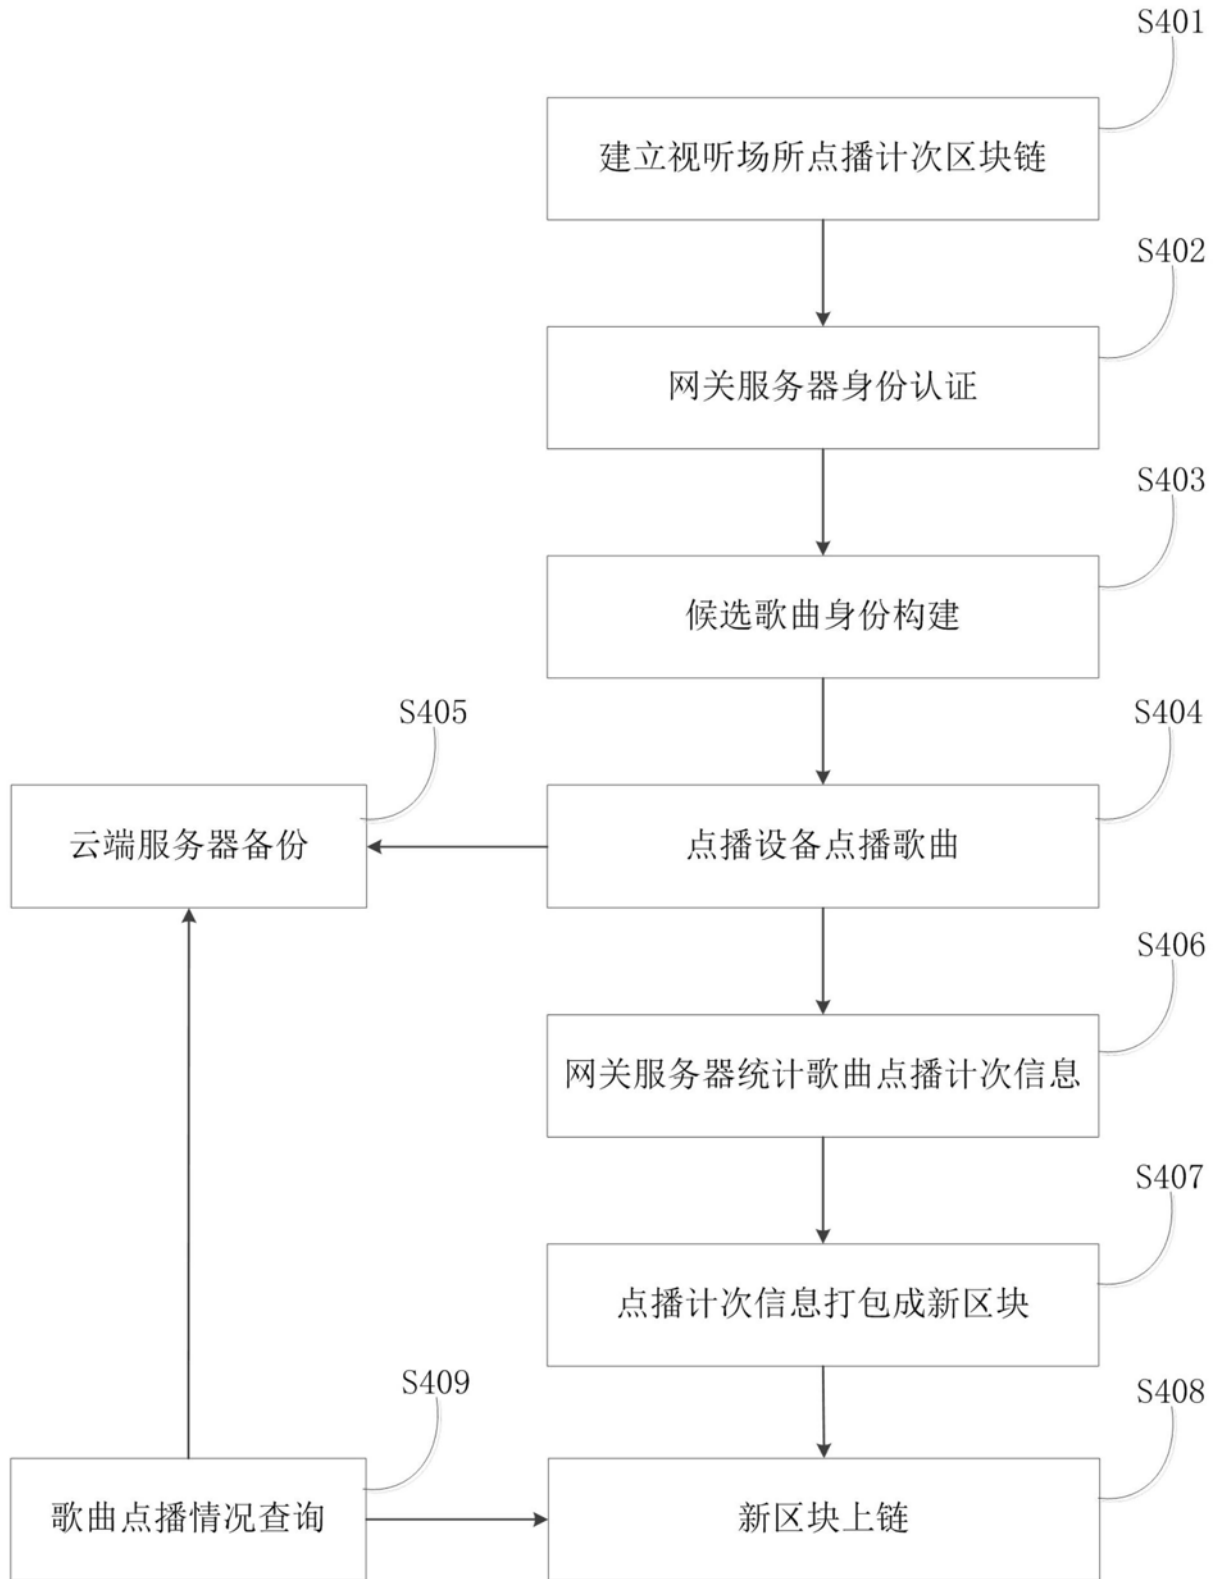 S401
建立视听场所点播计次区块链
S402
网关服务器身份认证
S403
候选歌曲身份构建
S405
S404
云端服务器备份
点播设备点播歌曲
S406
网关服务器统计歌曲点播计次信息
S407
点播计次信息打包成新区块
S409
S408
歌曲点播情况查询
新区块上链